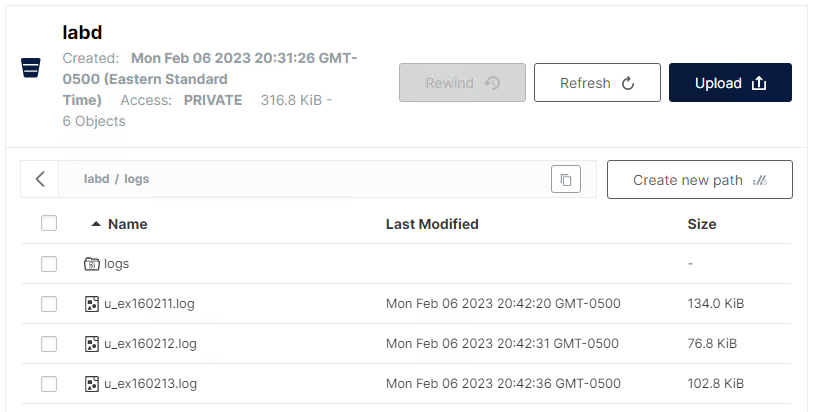 labd
Created: Mon Feb 06 2023 20:31:26 GMT-
0500 (Eastern Standard
Time) Access: PRIVATE 316.8 KiB -
6 Objects
Rewind
Refresh
Upload
labd / logs
Create new path
Name Last Modified Size
logs -
u_ex160211.log Mon Feb 06 2023 20:42:20 GMT-0500 134.0 KiB
u_ex160212.log Mon Feb 06 2023 20:42:31 GMT-0500 76.8 KiB
u_ex160213.log Mon Feb 06 2023 20:42:36 GMT-0500 102.8 KiB